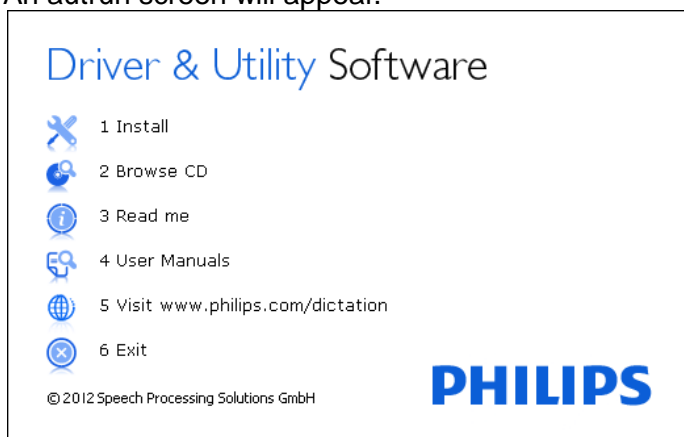 An autrun screen will appear.
Driver & Utility Software
1 Install
2 Browse CD
3 Read me
4 User Manuals
5 Visit www.philips.com/dictation
6 Exit
© 2012 Speech Processing Solutions GmbH
PHILIPS